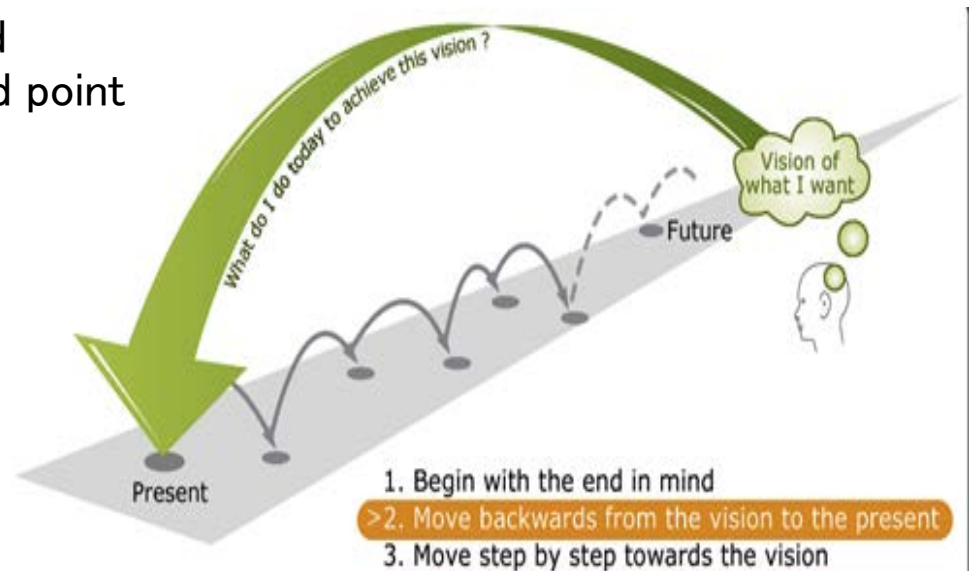 d point
What do I do today to achieve this vision ?
Vision of
what I want
Future
Present
1. Begin with the end in mind
>2. Move backwards from the vision to the present
3. Move step by step towards the vision